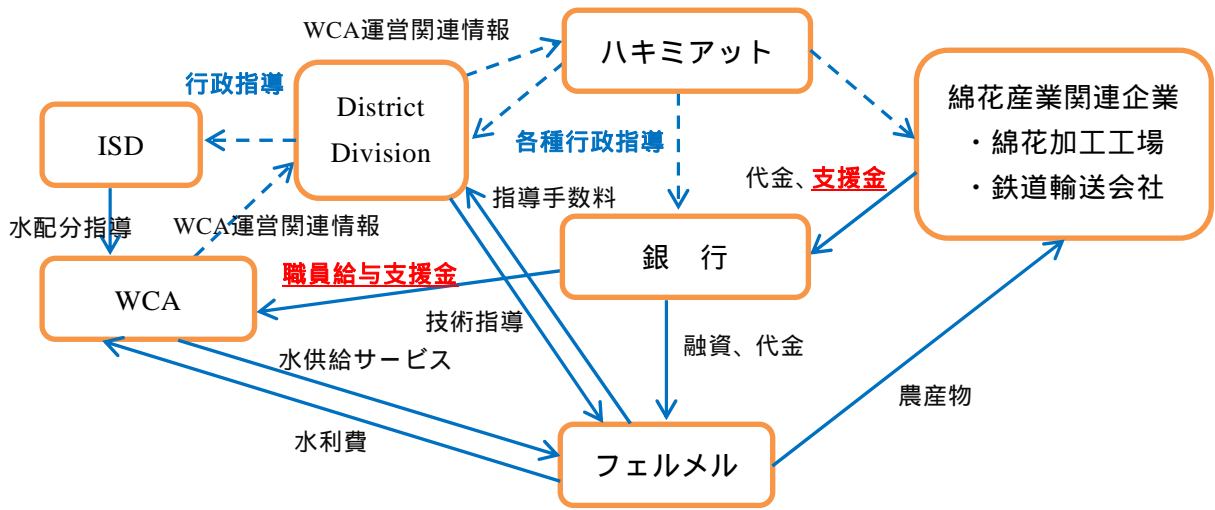 WCA運営関連情報
ハキミアット
綿花産業関連企業
・綿花加工工場
・鉄道輸送会社
行政指導
District
Division
ISD
各種行政指導
代金、支援金
指導手数料
水配分指導
WCA運営関連情報
銀　行
職員給与支援金
WCA
技術指導
水供給サービス
融資、代金
農産物
水利費
フェルメル